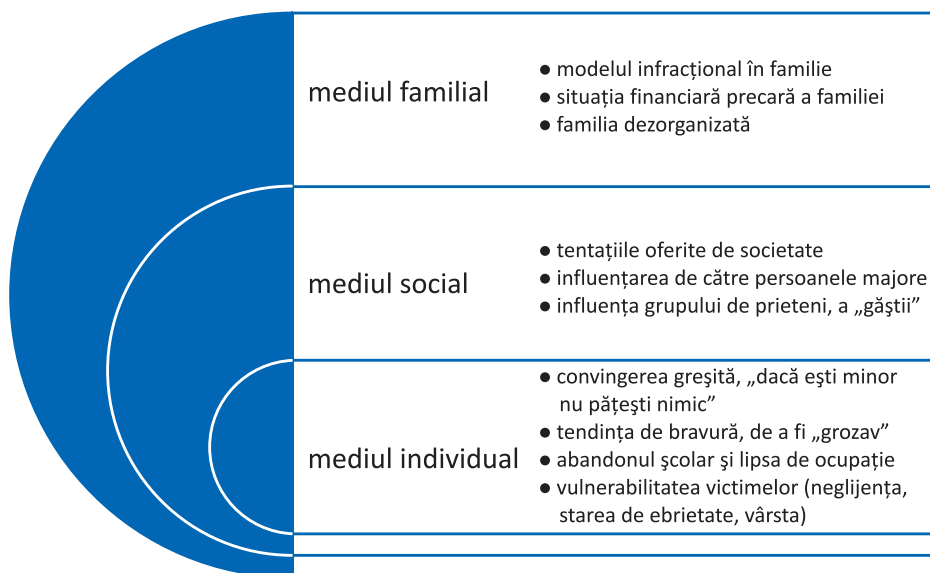 mediul familial
● modelul infracțional în familie
● situația financiară precară a familiei
● familia dezorganizată
mediul social
● tentațiile oferite de societate
● influențarea de către persoanele majore
● influența grupului de prieteni, a „găştii”
mediul individual
● convingerea greşită, „dacă eşti minor
nu păţeşti nimic”
● tendința de bravură, de a fi „grozav”
● abandonul şcolar şi lipsa de ocupație
● vulnerabilitatea victimelor (neglijența,
starea de ebrietate, vârsta)